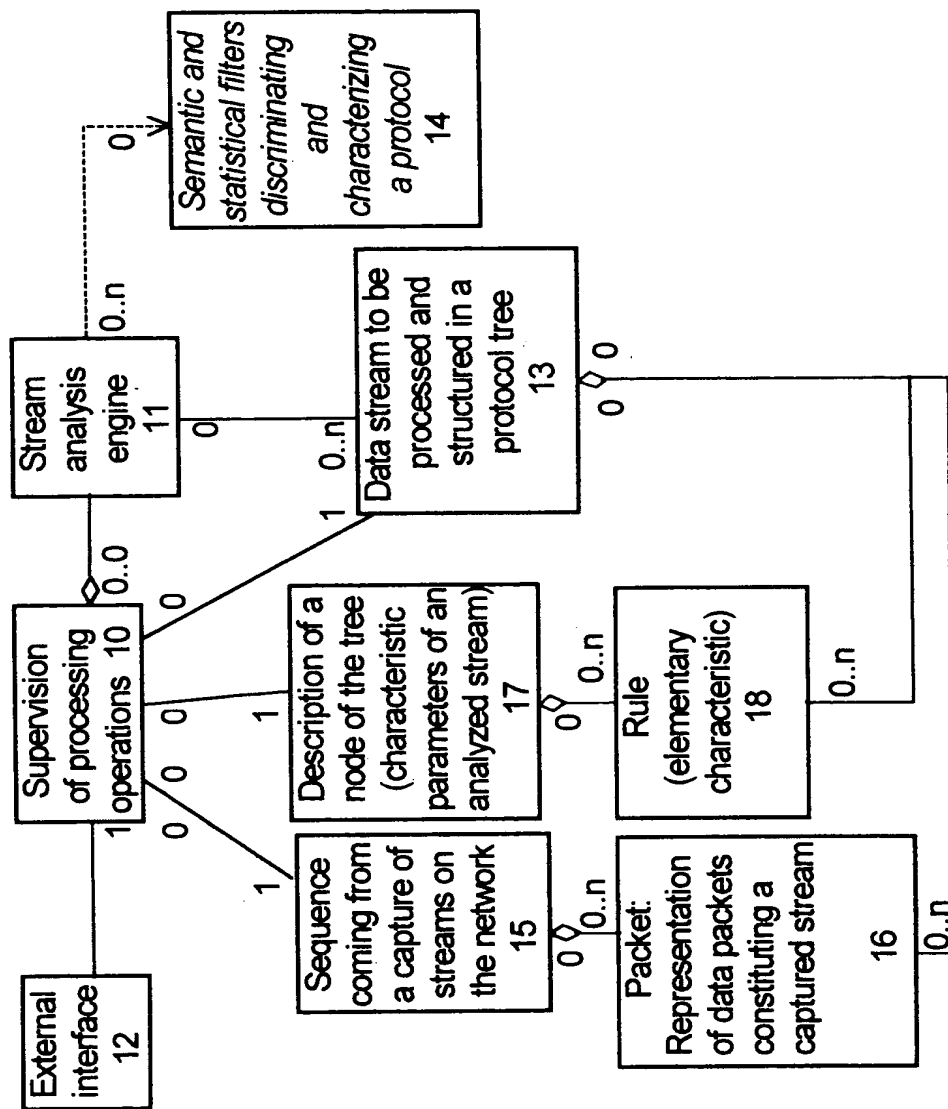 External
interface
12
1
Supervision
of processing
operations 10
0..0
Stream
analysis
engine
11
0..n
0
Semantic and
statistical filters
discriminating
and
characterizing
a protocol
14
0
0
0
1
1
1
0
0..n
Sequence
coming from
a capture of
streams on
the network
15
Description of a
node of the tree
(characteristic
parameters of an
analyzed stream)
17
Data stream to be
processed and
structured in a
protocol tree
13
0
0..n
0
0..n
0
0
Packet:
Representation
of data packets
constituting a
captured stream
16
0..n
Rule
(elementary
characteristic)
18
0..n